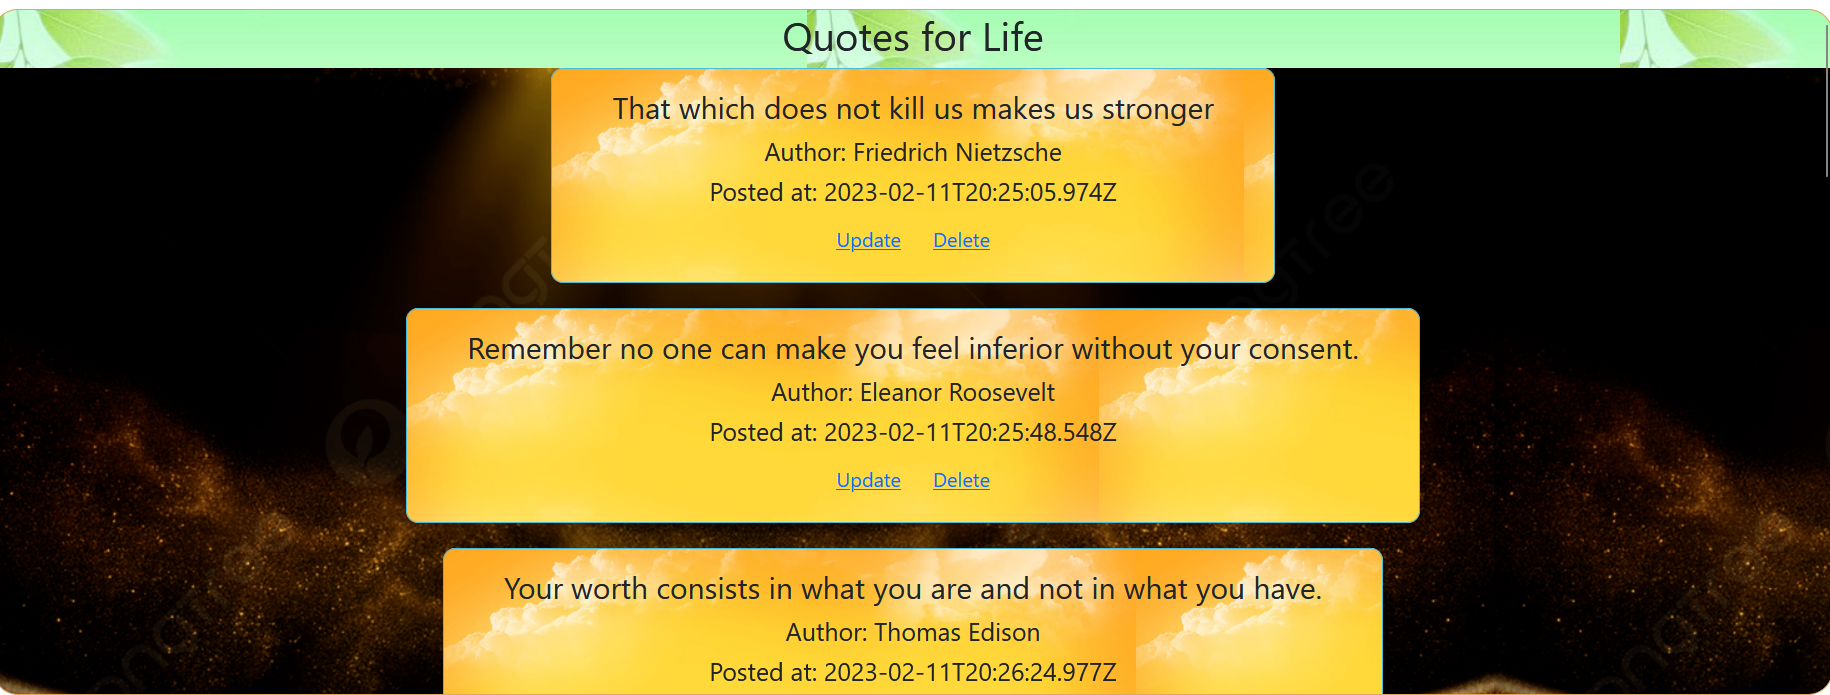 Quotes for Life
That which does not kill us makes us stronger
Author: Friedrich Nietzsche
Posted at: 2023-02-11T20:25:05.974Z
Update Delete
Remember no one can make you feel inferior without your consent.
Author: Eleanor Roosevelt
Posted at: 2023-02-11T20:25:48.548Z
Update Delete
Your worth consists in what you are and not in what you have.
Author: Thomas Edison
Posted at: 2023-02-11T20:26:24.977Z